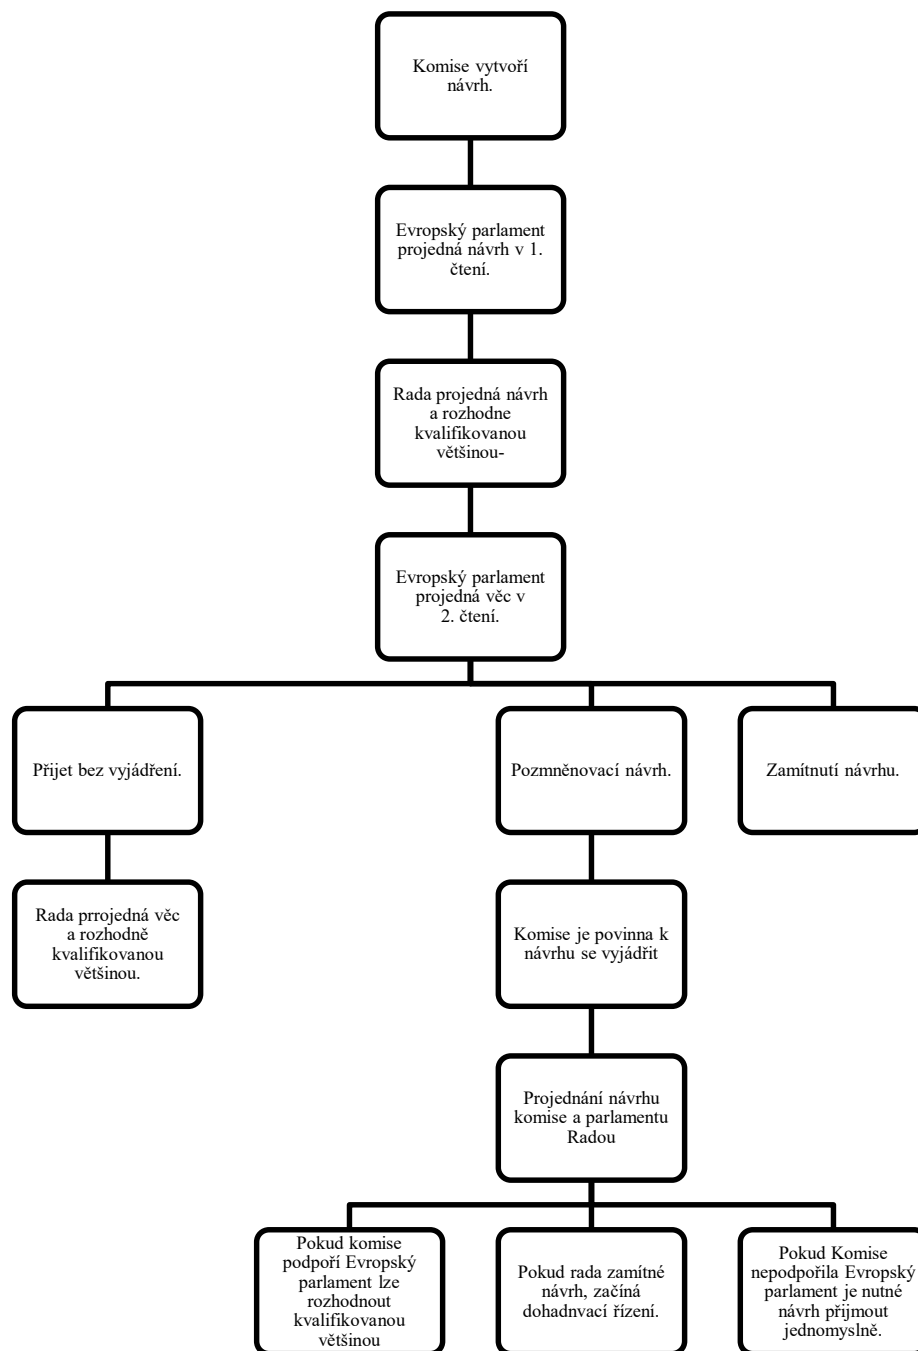 Komise vytvoří
návrh.
Evropský parlament
projedná návrh v 1.
čtení.
Rada projedná návrh
a rozhodne
kvalifikovanou
většinou-
Evropský parlament
projedná věc v
2. čtení.
Přijet bez vyjádření.
Pozmněnovací návrh.
Zamítnutí návrhu.
Rada prrojedná věc
a rozhodně
kvalifikovanou
většinou.
Komise je povinna k
návrhu se vyjádřit
Projednání návrhu
komise a parlamentu
Radou
Pokud komise
podpoří Evropský
parlament lze
rozhodnout
kvalifikovanou
většinou
Pokud rada zamítné
návrh, začíná
dohadnvací řízení.
Pokud Komise
nepodpořila Evropský
parlament je nutné
návrh přijmout
jednomyslně.